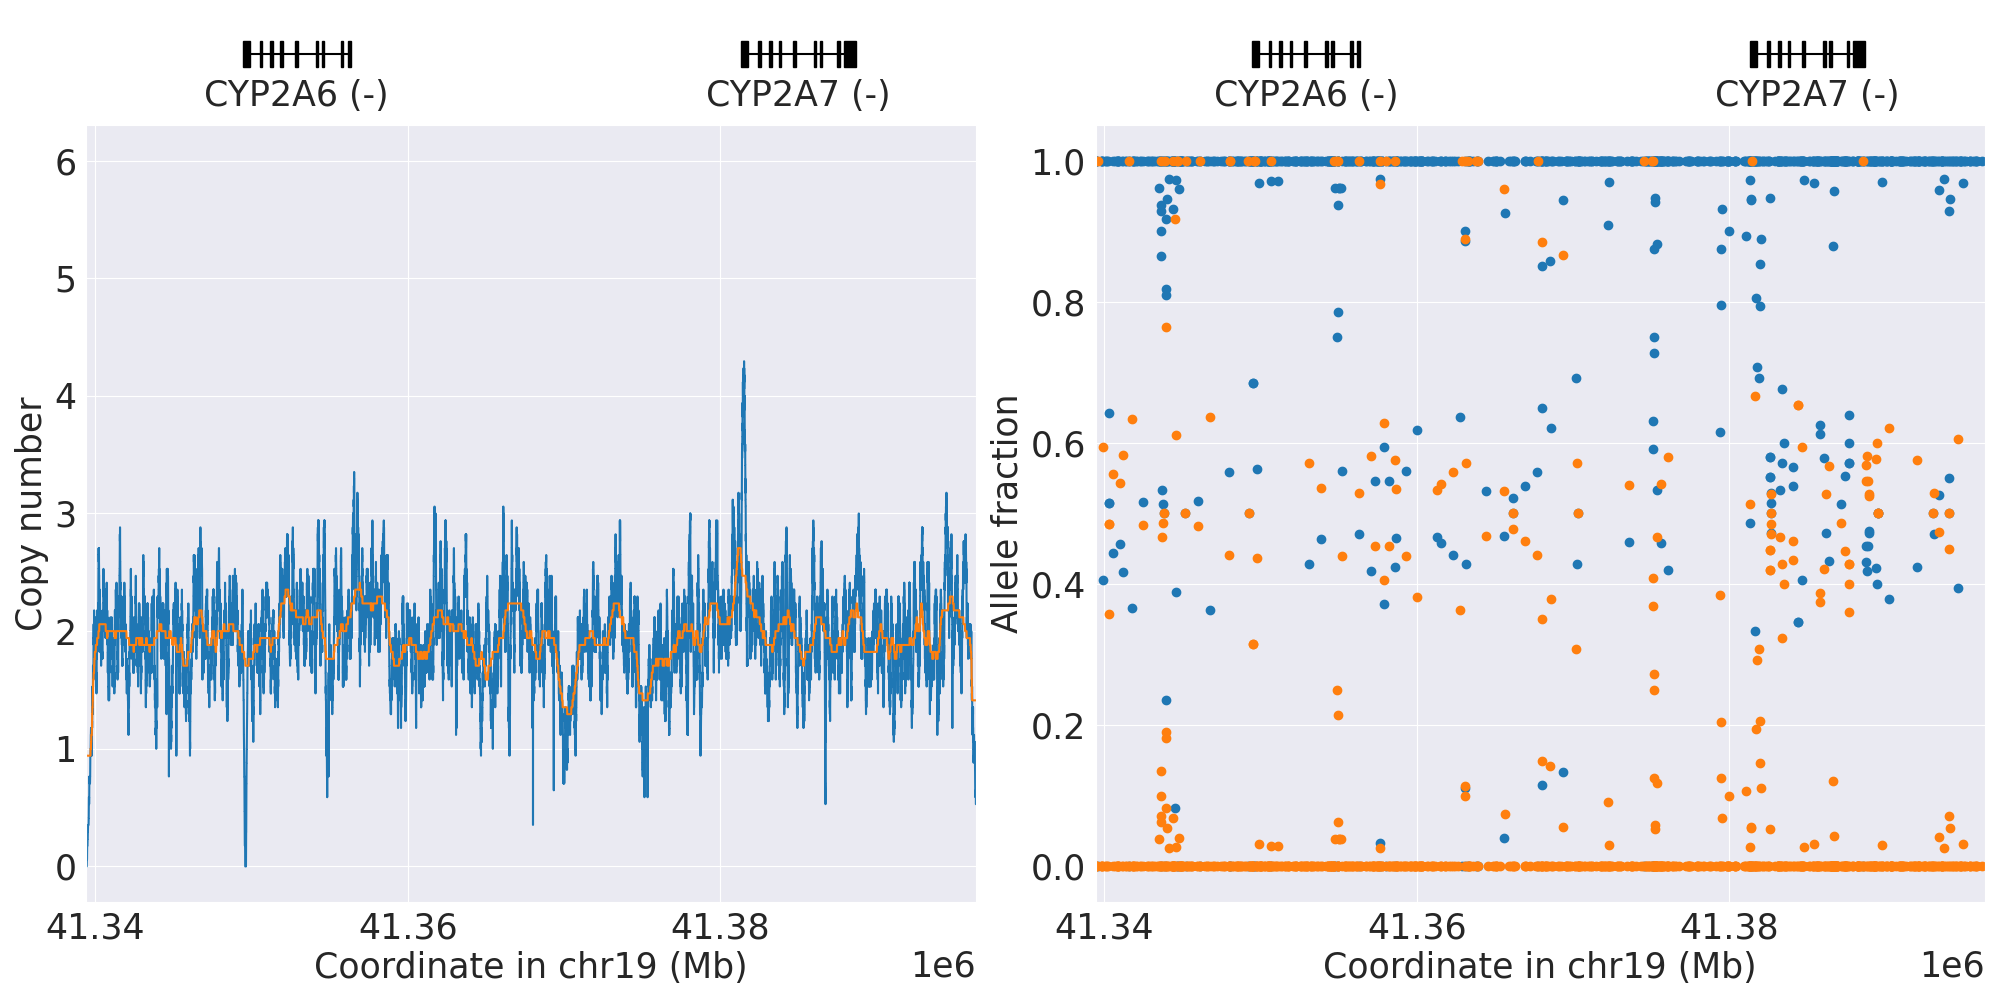 CYP2A6 (-)
CYP2A7 (-)
CYP2A6 (-)
CYP2A7 (-)
Copy number
6
5
4
3
2
1
0
41.34
41.36
41.38
Coordinate in chr19 (Mb)
1e6
Allele fraction
1.0
0.8
0.6
0.4
0.2
0.0
41.34
41.36
41.38
Coordinate in chr19 (Mb)
1e6